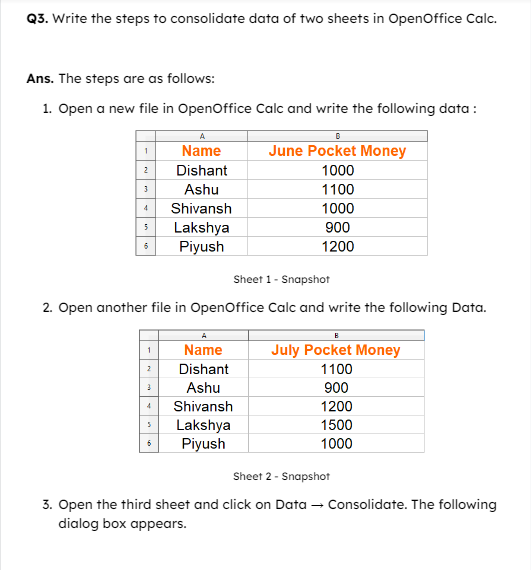 Q3. Write the steps to consolidate data of two sheets in OpenOffice Calc.
Ans. The steps are as follows:
1. Open a new file in OpenOffice Calc and write the following data :
A B
1 Name June Pocket Money
2 Dishant 1000
3 Ashu 1100
4 Shivansh 1000
5 Lakshya 900
6 Piyush 1200
Sheet 1 - Snapshot
2. Open another file in OpenOffice Calc and write the following Data.
A B
1 Name July Pocket Money
2 Dishant 1100
3 Ashu 900
4 Shivansh 1200
5 Lakshya 1500
6 Piyush 1000
Sheet 2 - Snapshot
3. Open the third sheet and click on Data → Consolidate. The following
dialog box appears.